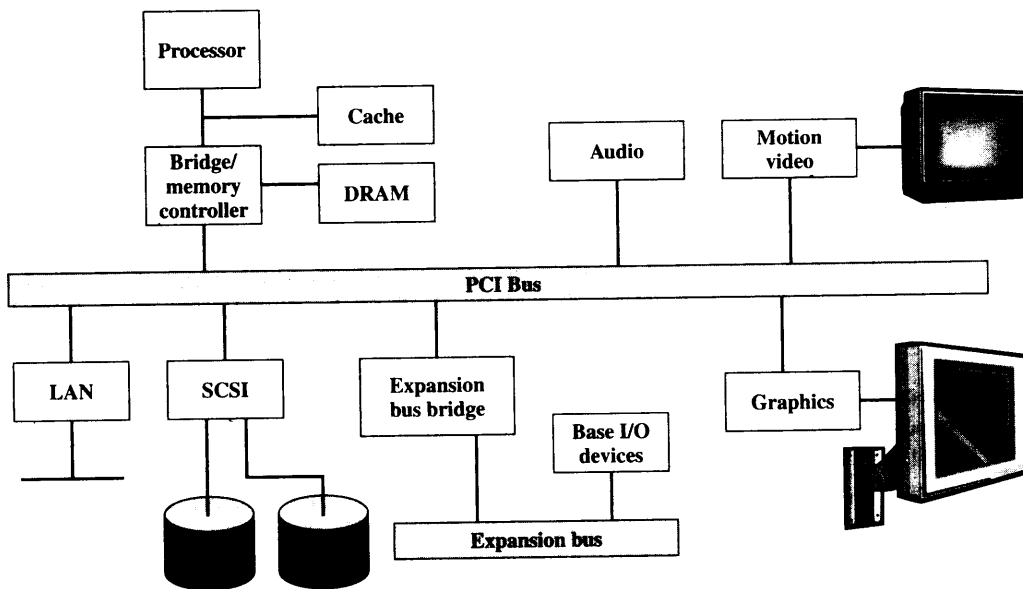 Processor
Cache
Bridge/
memory
controller
DRAM
Audio
Motion
video
PCI Bus
LAN
SCSI
Expansion
bus bridge
Base I/O
devices
Graphics
Expansion bus